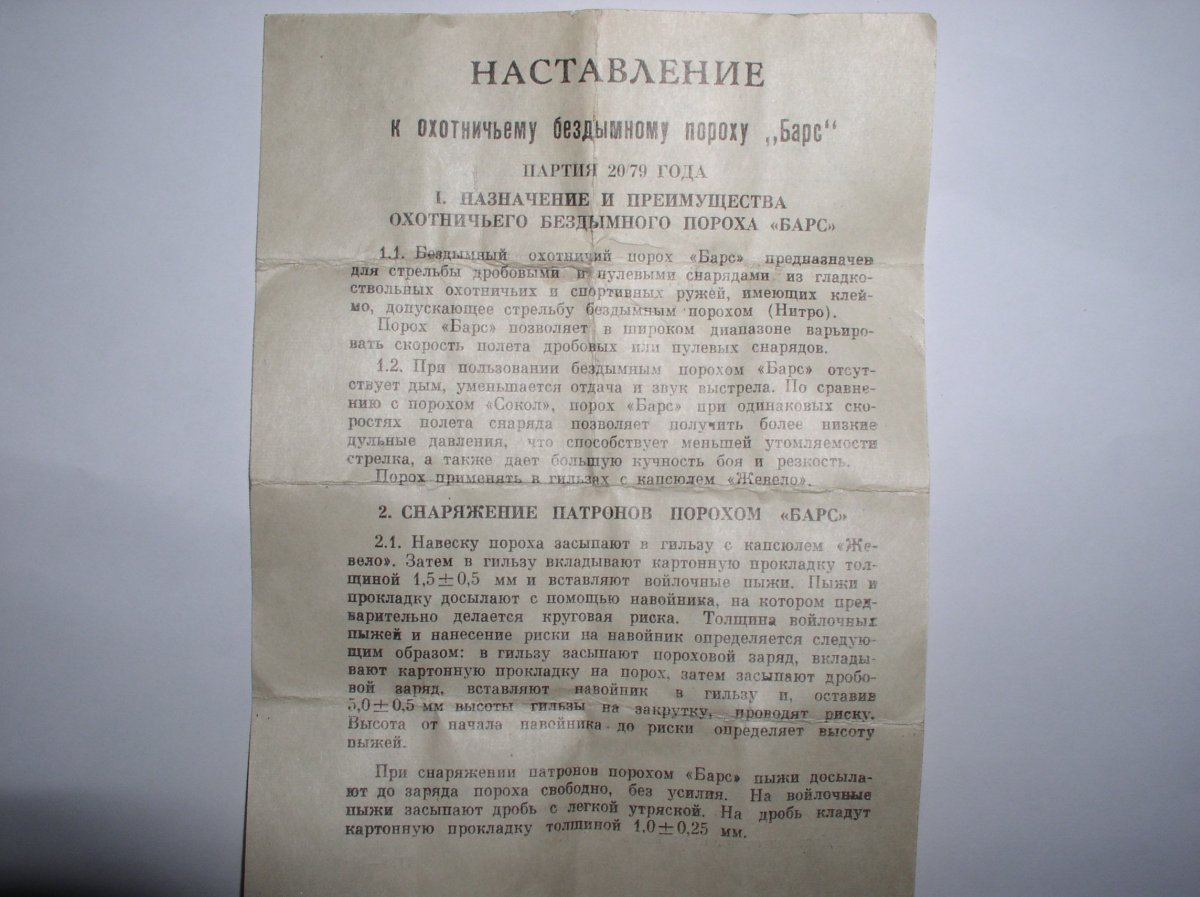 НАСТАВЛЕНИЕ
к охотничьему бездымному пороху „Барс“
ПАРТИЯ 20/79 ГОДА
1. НАЗНАЧЕНИЕ И ПРЕИМУЩЕСТВА
ОХОТНИЧЬЕГО БЕЗДЫМНОГО ПОРОХА «БАРС»
1.1. Бездымный охотничий порох «Барс» предназначен
для стрельбы дробовыми и пулевыми снарядами из гладко-
ствольных охотничьих и спортивных ружей, имеющих клей-
мо, допускающее стрельбу бездымным порохом (Нитро).
Порох «Барс» позволяет в широком диапазоне варьиро-
вать скорость полета дробовых или пулевых снарядов.
1.2. При пользовании бездымным порохом «Барс» отсут-
ствует дым, уменьшается отдача и звук выстрела. По сравне-
нию с порохом «Сокол», порох «Барс» при одинаковых ско-
ростях полета снаряда позволяет получить более низкие
дульные давления, что способствует меньшей утомляемости
стрелка, а также дает большую кучность боя и резкость.
Порох применять в гильзах с капсюлем «Жевело».
2. СНАРЯЖЕНИЕ ПАТРОНОВ ПОРОХОМ «БАРС»
2.1. Навеску пороха засыпают в гильзу с капсюлем «Же-
вело». Затем в гильзу вкладывают картонную прокладку тол-
щиной 1,5±0,5 мм и вставляют войлочные пыжи. Пыжи и
прокладку досылают с помощью навойника, на котором пред-
варительно делается круговая риска. Толщина войлочных
пыжей и нанесение риски на навойник определяется следую-
щим образом: в гильзу засыпают пороховой заряд, вклады-
вают картонную прокладку на порох, затем засыпают дробо-
вой заряд, вставляют навойник в гильзу и, оставив
5,0±0,5 мм высоты гильзы на закрутку, проводят риску.
Высота от начала навойника до риски определяет высоту
пыжей.
При снаряжении патронов порохом «Барс» пыжи досыла-
ют до заряда пороха свободно, без усилия. На войлочные
пыжи засыпают дробь с легкой утряской. На дробь кладут
картонную прокладку толщиной 1,0±0,25 мм.